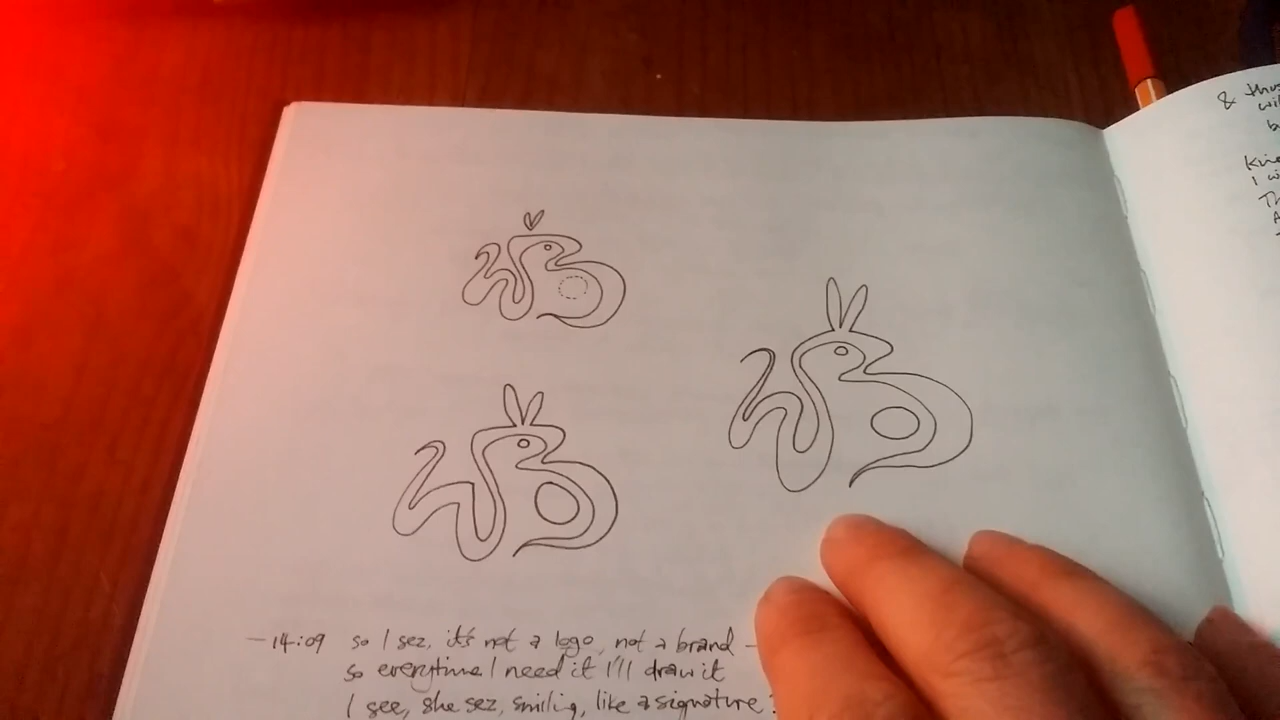 —14:09 so I sez, it's not a logo, not a brand —
so everytime I need it I'll draw it
I see, she sez, smiling, like a signature?
&